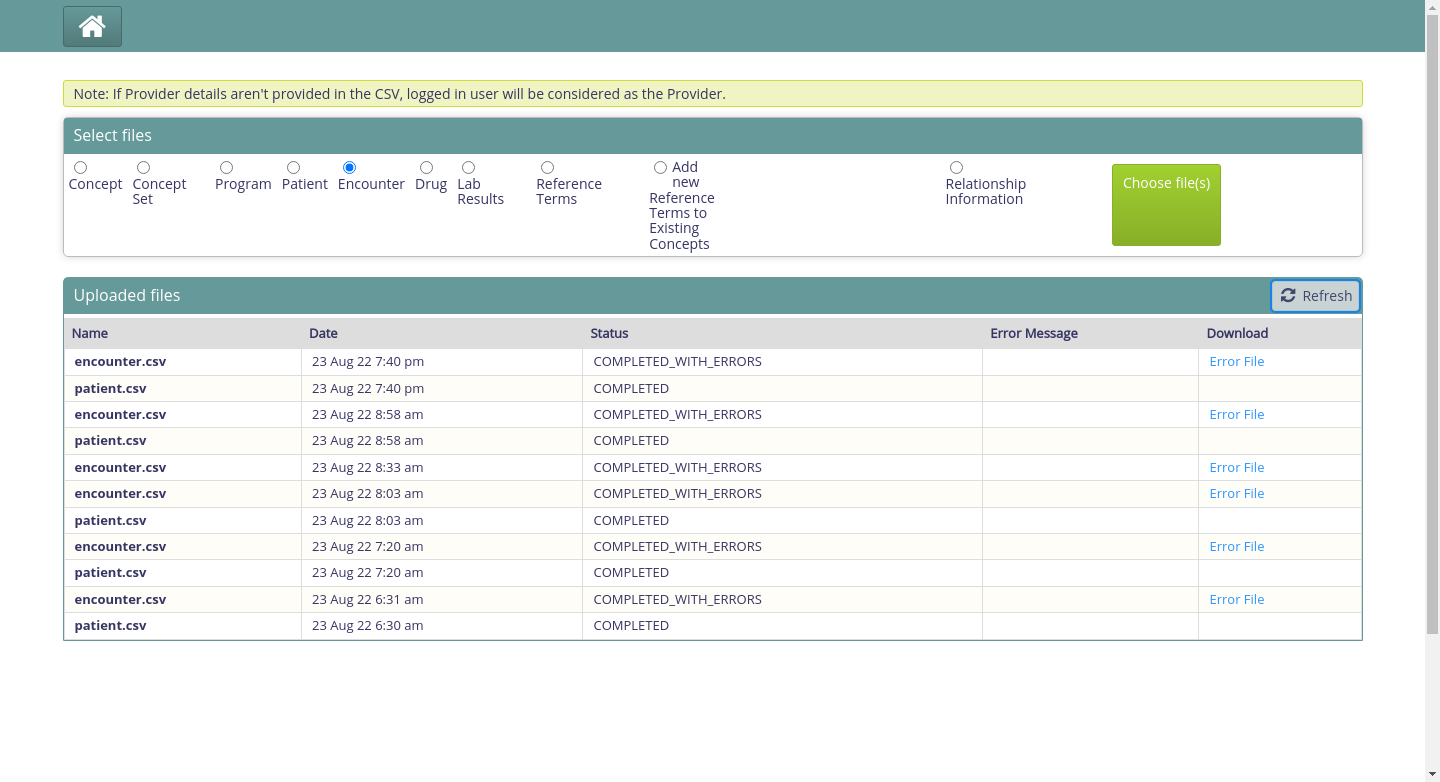 Note: If Provider details aren't provided in the CSV, logged in user will be considered as the Provider.
Select files
Concept
Concept Set
Program
Patient
Encounter
Drug
Lab Results
Reference Terms
Add new Reference Terms to Existing Concepts
Relationship Information
Choose file(s)
Uploaded files
Refresh
Name Date Status Error Message Download
encounter.csv 23 Aug 22 7:40 pm COMPLETED_WITH_ERRORS Error File
patient.csv 23 Aug 22 7:40 pm COMPLETED
encounter.csv 23 Aug 22 8:58 am COMPLETED_WITH_ERRORS Error File
patient.csv 23 Aug 22 8:58 am COMPLETED
encounter.csv 23 Aug 22 8:33 am COMPLETED_WITH_ERRORS Error File
encounter.csv 23 Aug 22 8:03 am COMPLETED_WITH_ERRORS Error File
patient.csv 23 Aug 22 8:03 am COMPLETED
encounter.csv 23 Aug 22 7:20 am COMPLETED_WITH_ERRORS Error File
patient.csv 23 Aug 22 7:20 am COMPLETED
encounter.csv 23 Aug 22 6:31 am COMPLETED_WITH_ERRORS Error File
patient.csv 23 Aug 22 6:30 am COMPLETED